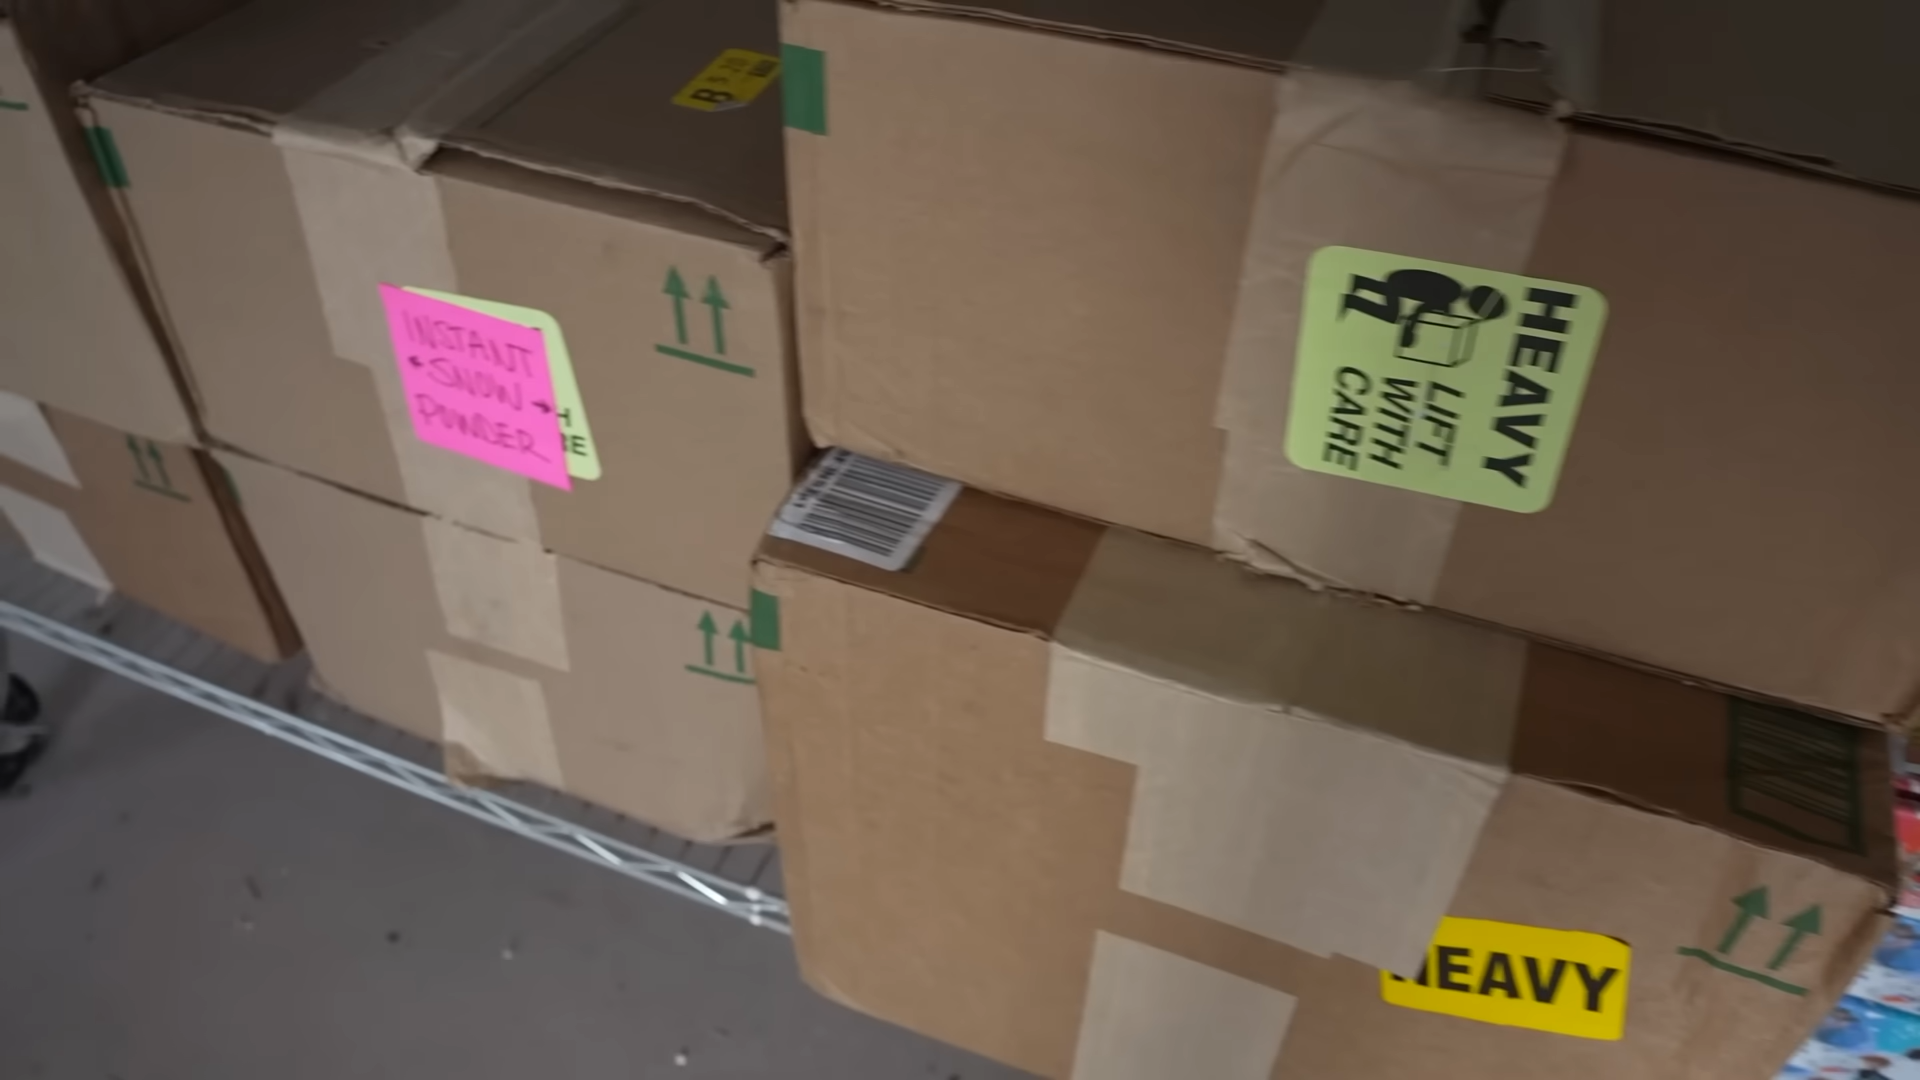 B
INSTANT
SNOW
POWDER
HEAVY
LIFT
WITH
CARE
HEAVY